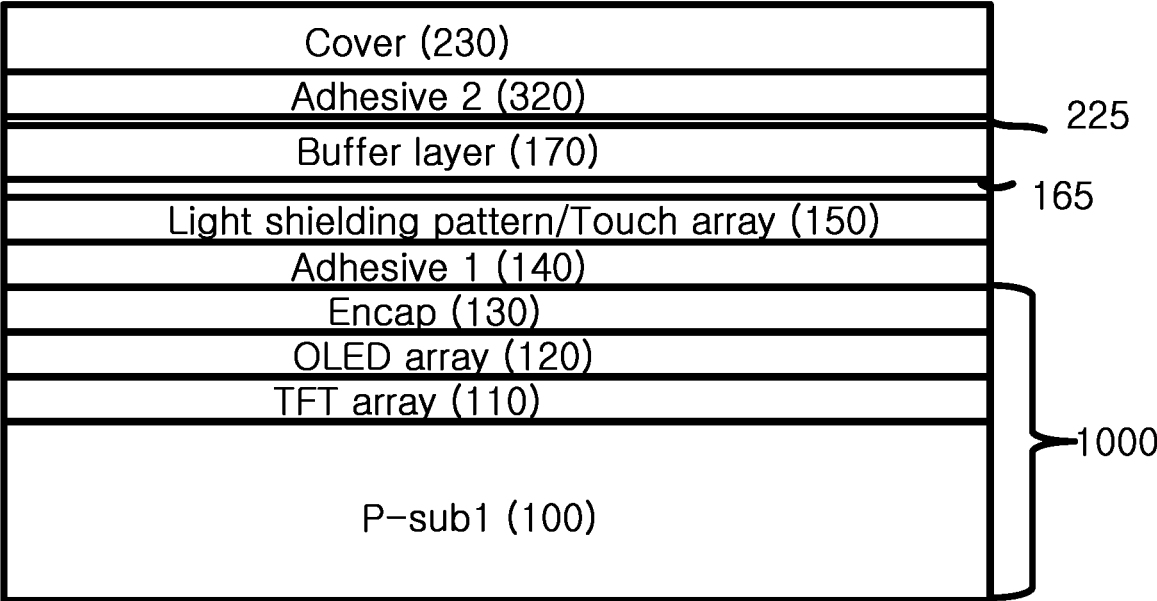 Cover (230)
Adhesive 2 (320)
225
Buffer layer (170)
165
Light shielding pattern/Touch array (150)
Adhesive 1 (140)
Encap (130)
OLED array (120)
TFT array (110)
1000
P-sub1 (100)